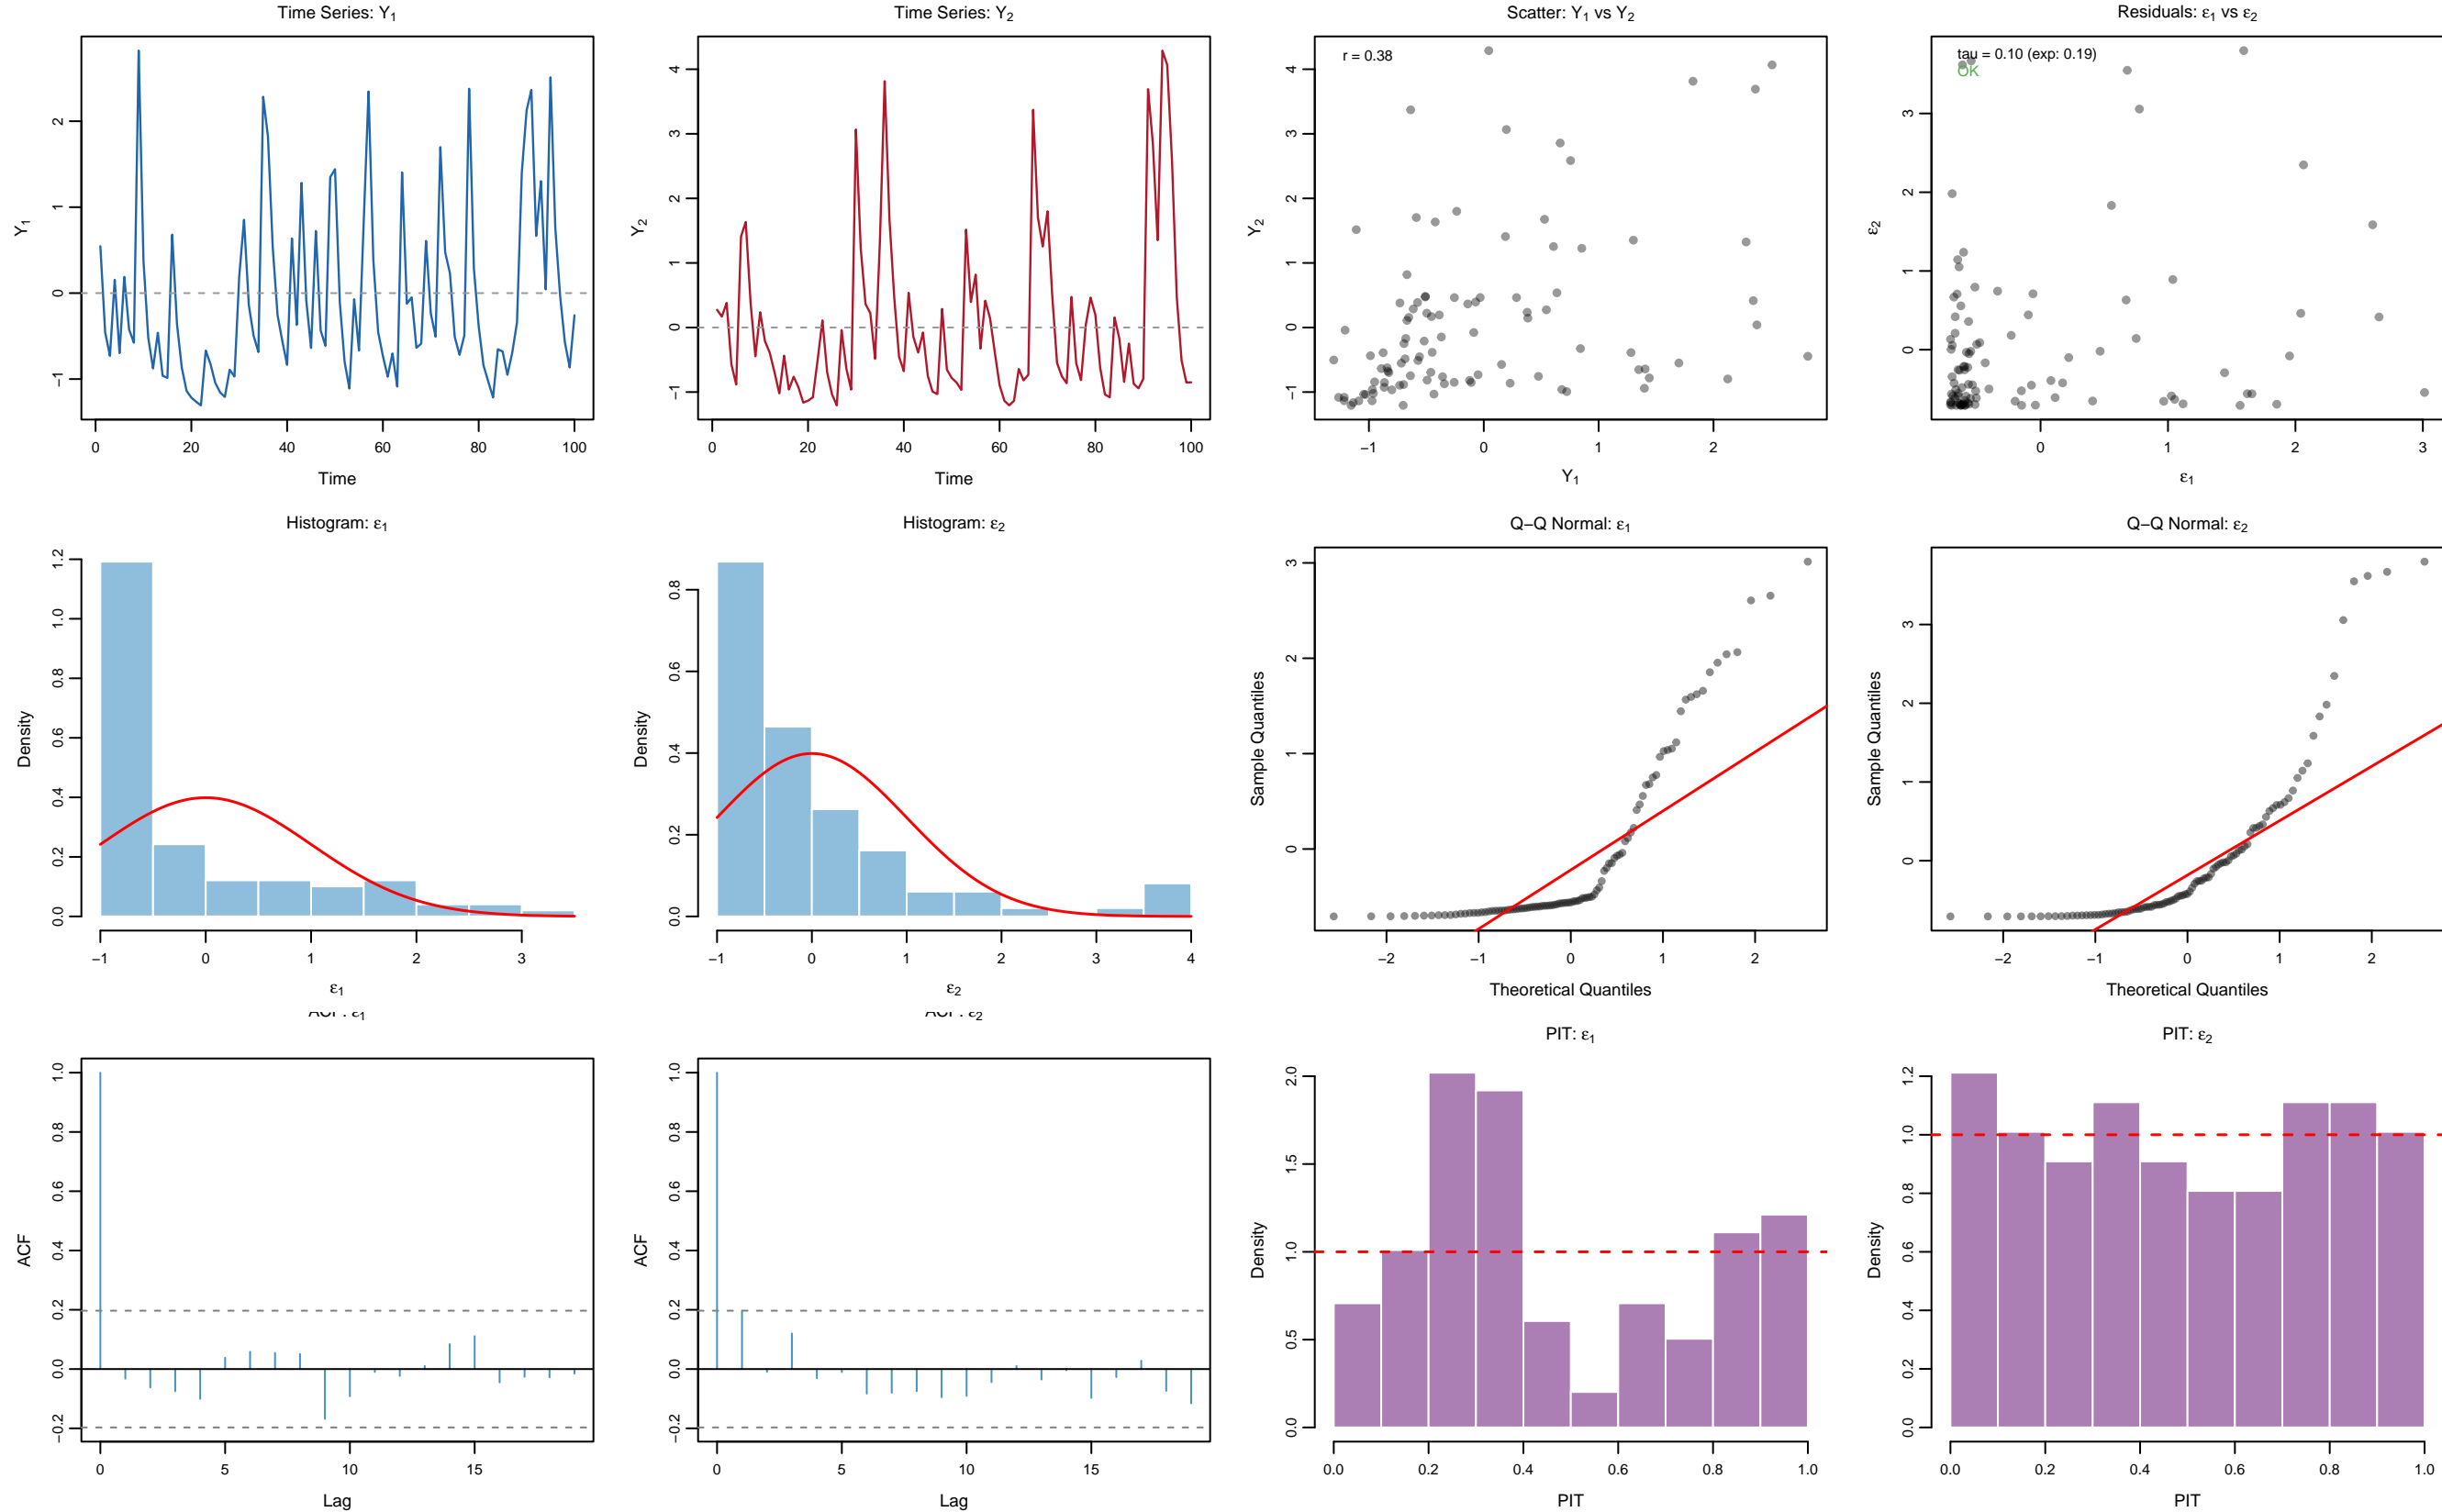 Time Series: Y₁
Y₁
−1 0 1 2
0 20 40 60 80 100
Time
Time Series: Y₂
Y₂
−1 0 1 2 3 4
0 20 40 60 80 100
Time
Scatter: Y₁ vs Y₂
r = 0.38
Y₂
−1 0 1 2 3 4
−1 0 1 2
Y₁
Residuals: ε₁ vs ε₂
tau = 0.10 (exp: 0.19)
OK
ε₂
0 1 2 3
0 1 2 3
ε₁
Histogram: ε₁
Density
0.0 0.2 0.4 0.6 0.8 1.0 1.2
−1 0 1 2 3
ε₁
Histogram: ε₂
Density
0.0 0.2 0.4 0.6 0.8
−1 0 1 2 3 4
ε₂
Q−Q Normal: ε₁
Sample Quantiles
0 1 2 3
−2 −1 0 1 2
Theoretical Quantiles
Q−Q Normal: ε₂
Sample Quantiles
0 1 2 3
−2 −1 0 1 2
Theoretical Quantiles
ACF: ε₁
ACF
−0.2 0.0 0.2 0.4 0.6 0.8 1.0
0 5 10 15
Lag
ACF: ε₂
ACF
−0.2 0.0 0.2 0.4 0.6 0.8 1.0
0 5 10 15
Lag
PIT: ε₁
Density
0.0 0.5 1.0 1.5 2.0
0.0 0.2 0.4 0.6 0.8 1.0
PIT
PIT: ε₂
Density
0.0 0.2 0.4 0.6 0.8 1.0 1.2
0.0 0.2 0.4 0.6 0.8 1.0
PIT